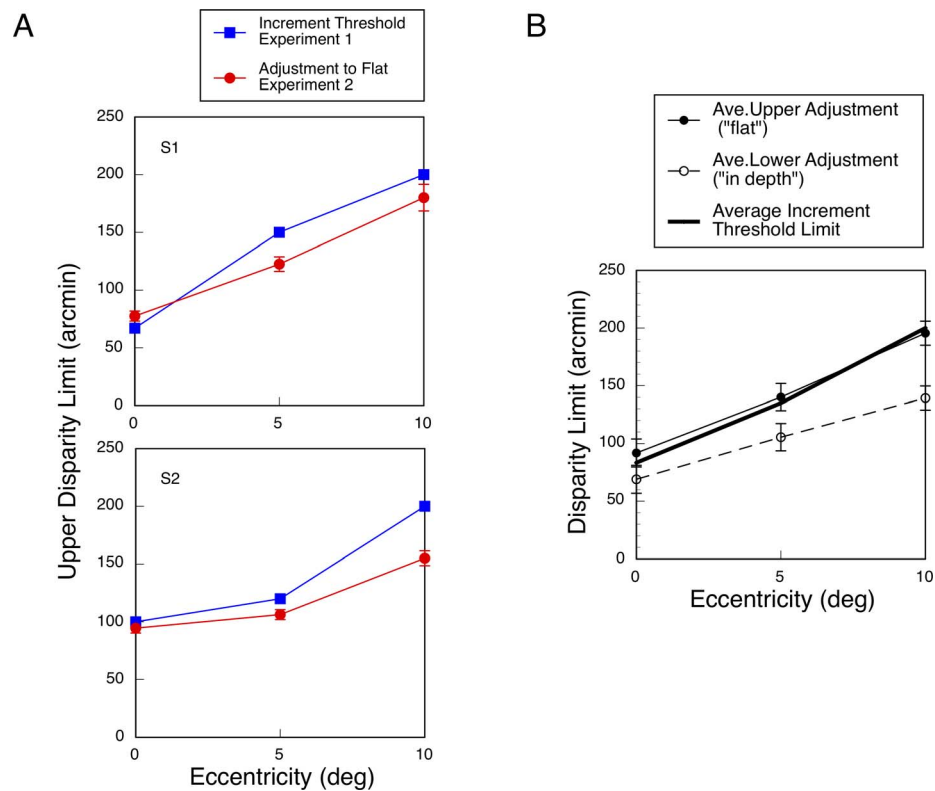 A
Increment Threshold
Experiment 1
Adjustment to Flat
Experiment 2
250
200
150
100
50
0
S1
0
5
10
250
200
150
100
50
0
S2
0
5
10
Upper Disparity Limit (arcmin)
Eccentricity (deg)
B
Ave.Upper Adjustment
("flat")
Ave.Lower Adjustment
("in depth")
Average Increment
Threshold Limit
250
200
150
100
50
0
0
5
10
Disparity Limit (arcmin)
Eccentricity (deg)